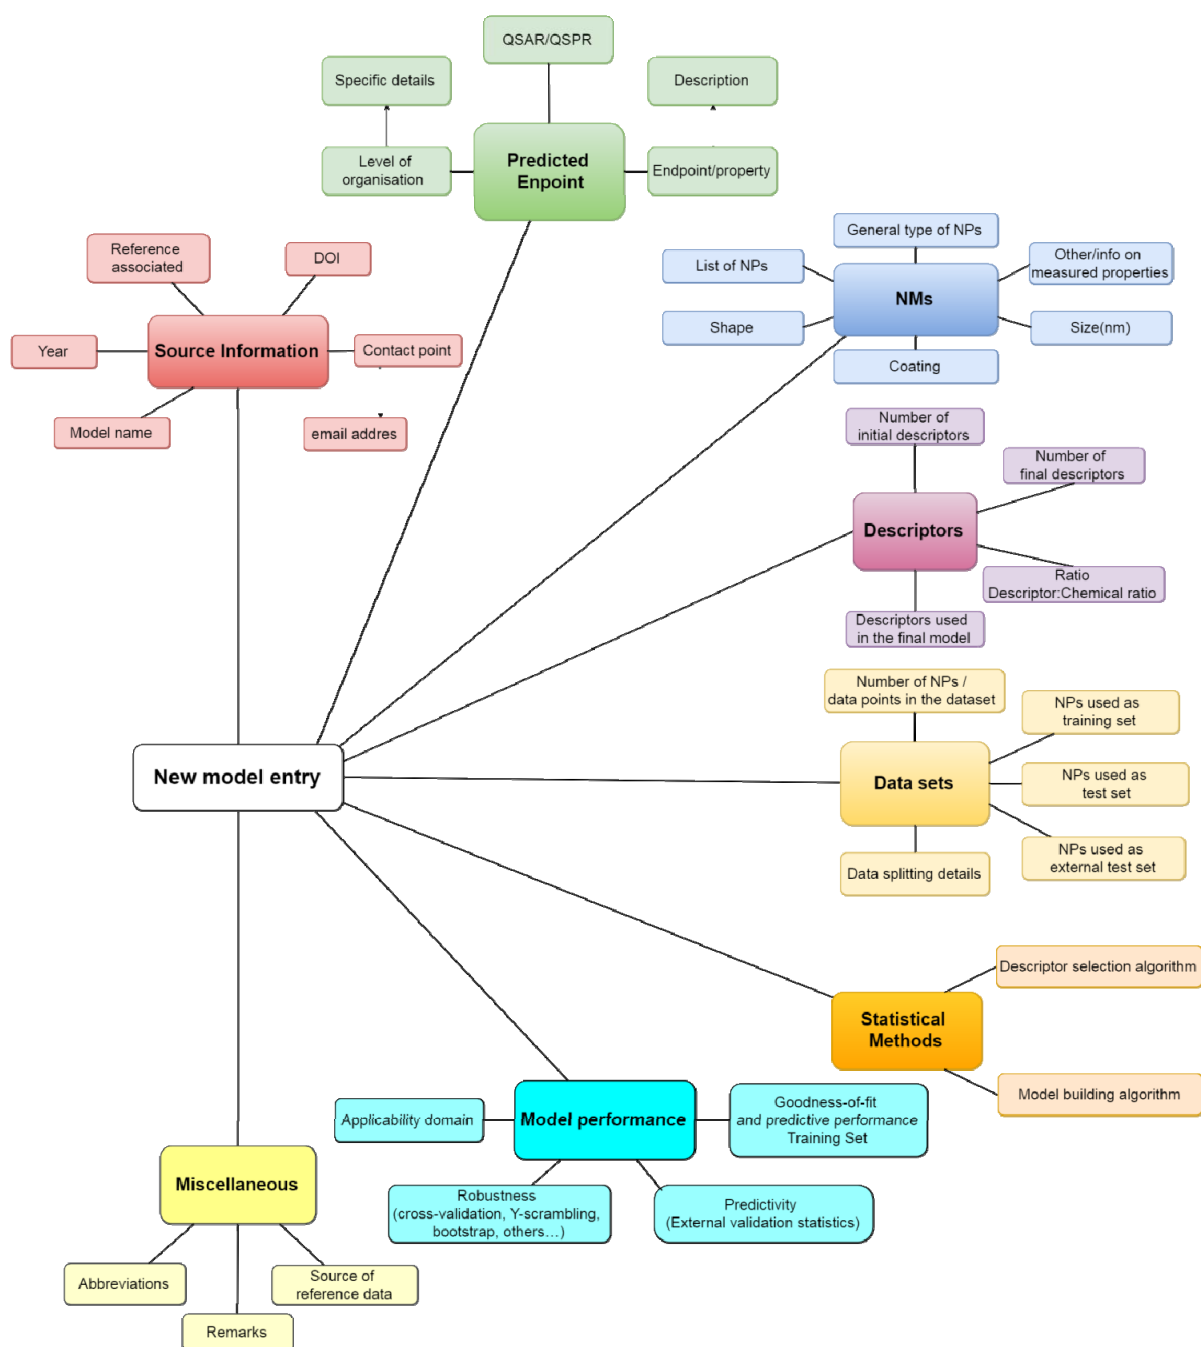 QSAR/QSPR
Specific details
Description
Level of
organisation
Predicted
Enpoint
Endpoint/property
General type of NPs
List of NPs
Other/info on
measured properties
NMs
Shape
Size(nm)
Coating
Reference
associated
DOI
Year
Source Information
Contact point
Model name
email addres
Number of
initial descriptors
Number of
final descriptors
Descriptors
Ratio
Descriptor:Chemical ratio
Descriptors used
in the final model
Number of NPs /
data points in the dataset
NPs used as
training set
New model entry
Data sets
NPs used as
test set
NPs used as
external test set
Data splitting details
Descriptor selection algorithm
Statistical
Methods
Model building algorithm
Applicability domain
Model performance
Goodness-of-fit
and predictive performance
Training Set
Robustness
(cross-validation, Y-scrambling,
bootstrap, others...)
Predictivity
(External validation statistics)
Miscellaneous
Abbreviations
Source of
reference data
Remarks